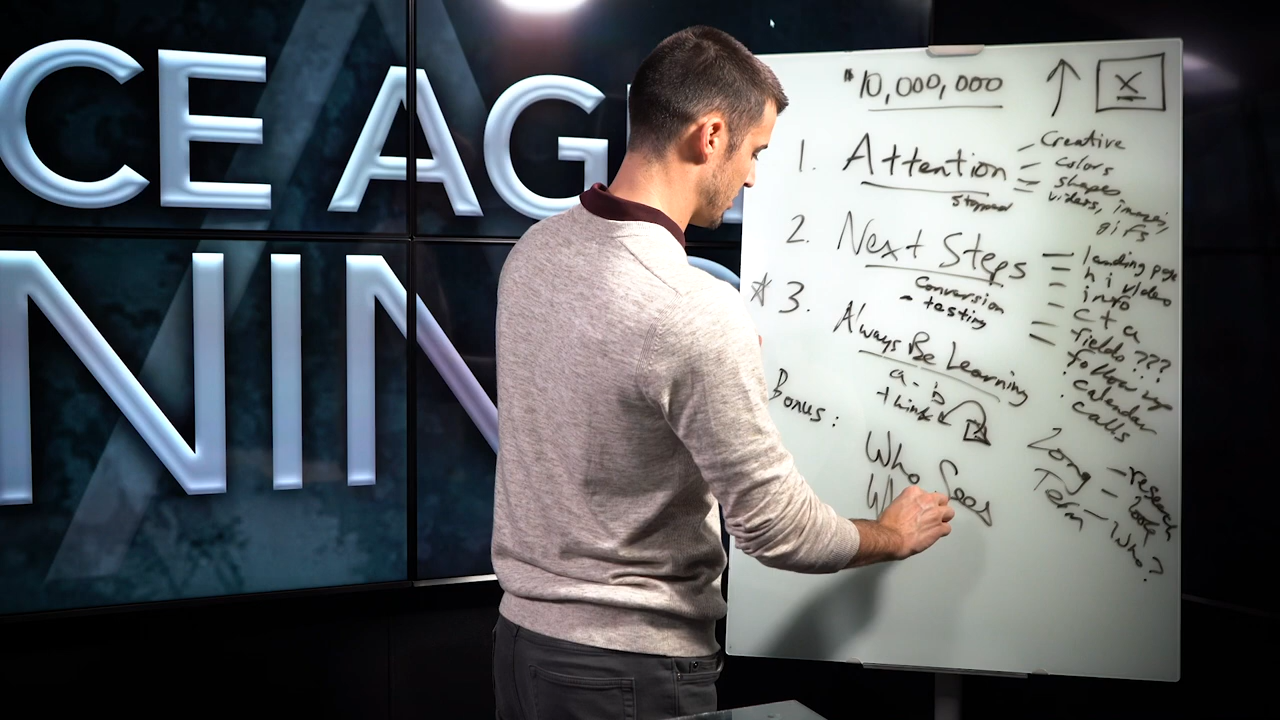 CE AG
NIN
$10,000,000
x
1. Attention
stopped
- Creative
- colors
= shapes
videos, images,
gifs
2. Next Steps
Conversion
- testing
- landing page
- hi video
- info
- cta
- fields ???
- follow up
· calendar
calls
3. Always Be Learning
a - b
think
Bonus:
Who Sees
W
Long
Term
- research
- look
- Who?